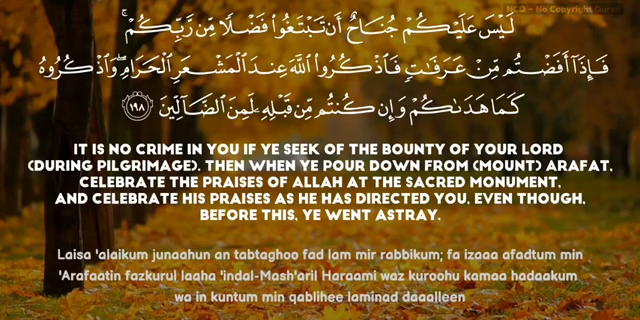 NCQ - No Copyright Quran
لَيْسَ عَلَيْكُمْ جُنَاحٌ أَن تَبْتَغُوا۟ فَضْلًا مِّن رَّبِّكُمْ ۚ
فَإِذَآ أَفَضْتُم مِّنْ عَرَفَـٰتٍ فَٱذْكُرُوا۟ ٱللَّهَ عِندَ ٱلْمَشْعَرِ ٱلْحَرَامِ ۖ وَٱذْكُرُوهُ
كَمَا هَدَىٰكُمْ وَإِن كُنتُم مِّن قَبْلِهِۦ لَمِنَ ٱلضَّآلِّينَ ١٩٨
IT IS NO CRIME IN YOU IF YE SEEK OF THE BOUNTY OF YOUR LORD
(DURING PILGRIMAGE). THEN WHEN YE POUR DOWN FROM (MOUNT) ARAFAT,
CELEBRATE THE PRAISES OF ALLAH AT THE SACRED MONUMENT,
AND CELEBRATE HIS PRAISES AS HE HAS DIRECTED YOU, EVEN THOUGH,
BEFORE THIS, YE WENT ASTRAY.
Laisa 'alaikum junaahun an tabtaghoo fad lam mir rabbikum; fa izaaa afadtum min
'Arafaatin fazkurul laaha 'indal-Mash'aril Haraami waz kuroohu kamaa hadaakum
wa in kuntum min qablihee laminad daaalleen